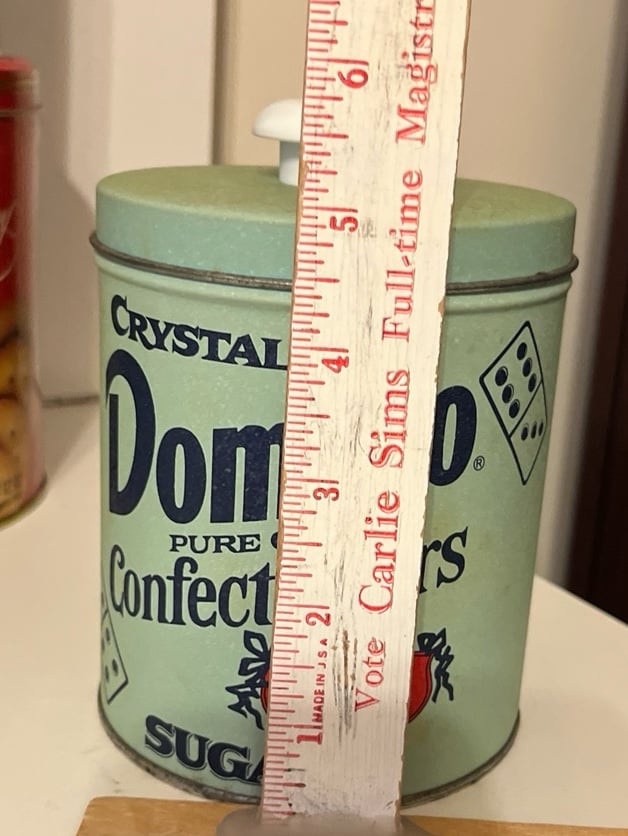 CRYSTAL
Dom o®
PURE
Confect rs
SUGA
6
5
4
3
2
1
MADE IN U.S.A
Vote Carlie Sims Full-time Magistr